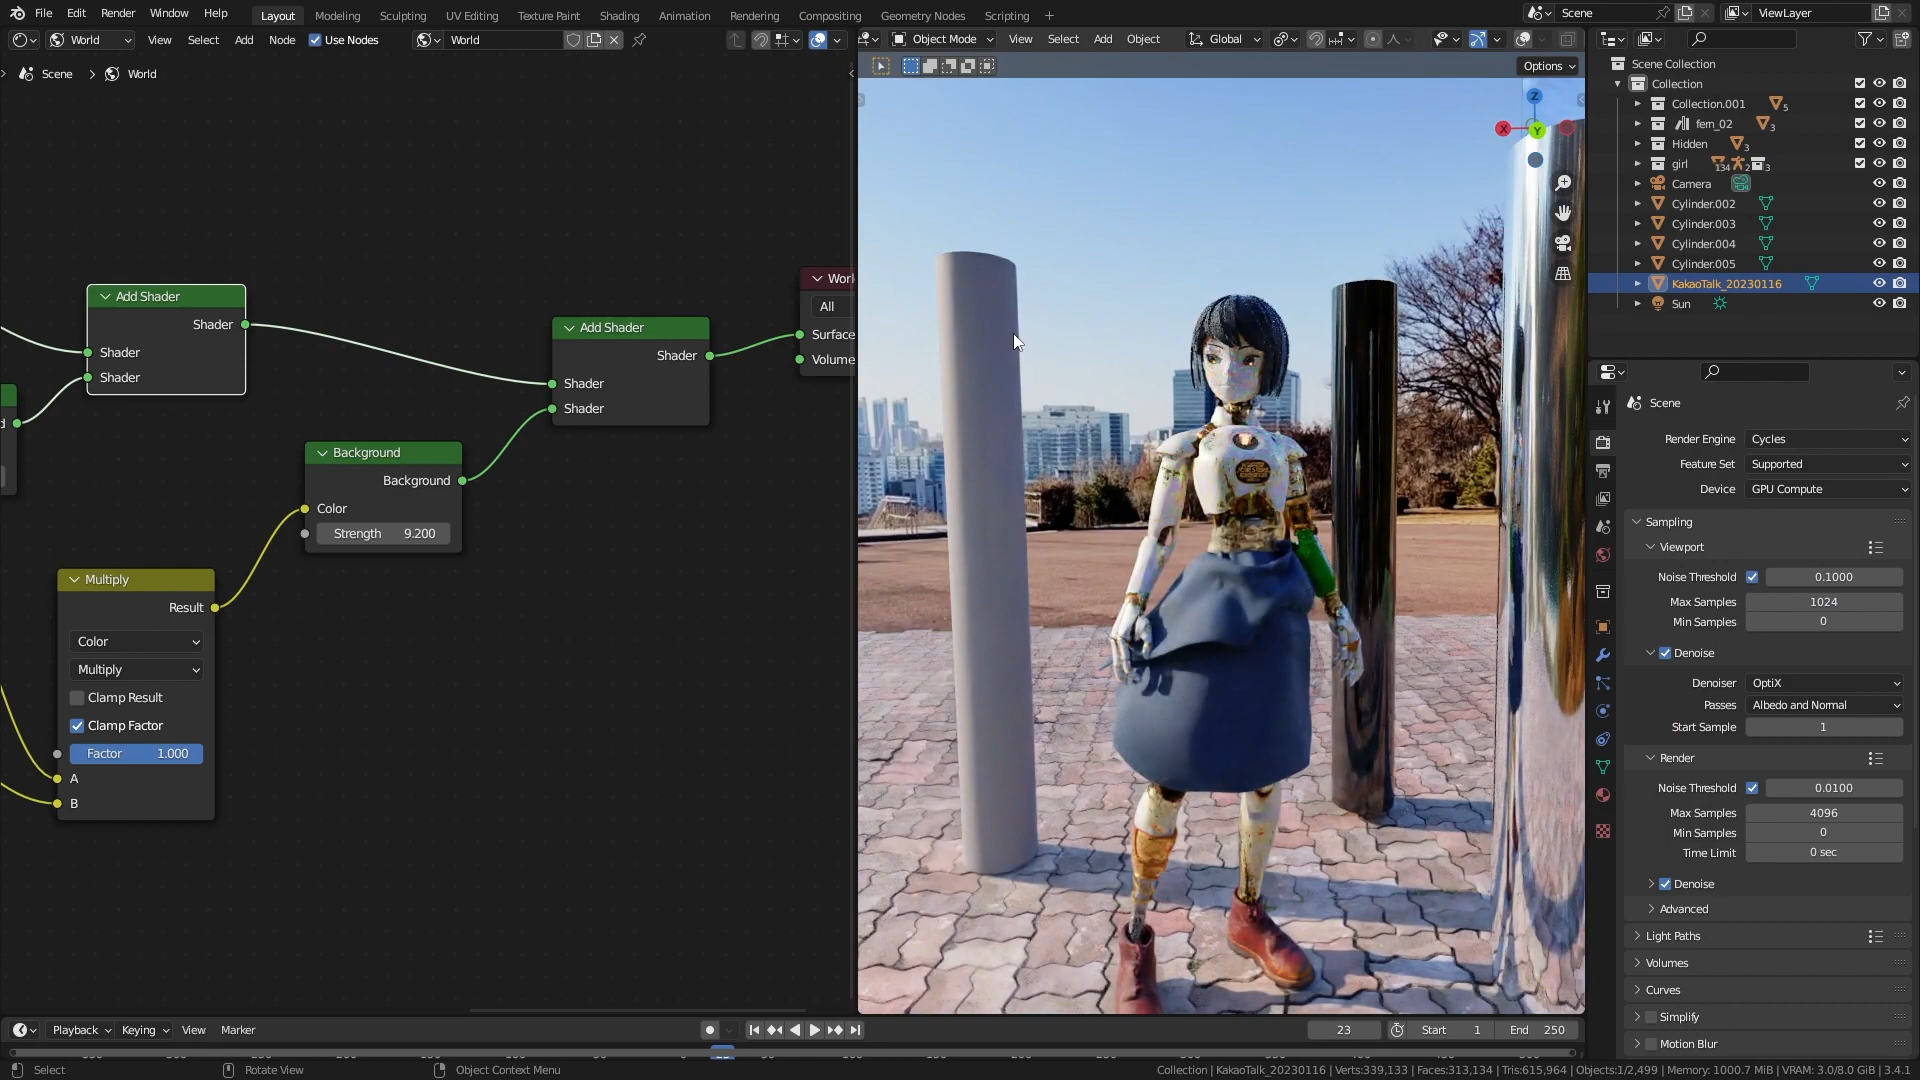 File Edit Render Window Help Layout Modeling Sculpting UV Editing Texture Paint Shading Animation Rendering Compositing Geometry Nodes Scripting + Scene ViewLayer
World View Select Add Node Use Nodes World
Object Mode View Select Add Object Global
Options
Scene > World
Scene Collection
Collection
Collection.001 5
fern_02 3
Hidden 3
girl 134 2 3
Camera
Cylinder.002
Cylinder.003
Cylinder.004
Cylinder.005
KakaoTalk_20230116
Sun
Z
X
Y
Add Shader
Shader
Shader
Shader
Add Shader
Shader
Shader
Shader
Worl
All
Surface
Volume
Background
Background
Color
Strength 9.200
d
Multiply
Result
Color
Multiply
Clamp Result
Clamp Factor
Factor 1.000
A
B
Scene
Render Engine Cycles
Feature Set Supported
Device GPU Compute
Sampling
Viewport
Noise Threshold 0.1000
Max Samples 1024
Min Samples 0
Denoise
Denoiser OptiX
Passes Albedo and Normal
Start Sample 1
Render
Noise Threshold 0.0100
Max Samples 4096
Min Samples 0
Time Limit 0 sec
Denoise
Advanced
Light Paths
Volumes
Curves
Simplify
Motion Blur
Playback Keying View Marker
23 Start 1 End 250
Select Rotate View Object Context Menu
Collection | KakaoTalk_20230116 | Verts:339,133 | Faces:313,134 | Tris:615,964 | Objects:1/2,499 | Memory: 1000.7 MiB | VRAM: 3.0/8.0 GiB | 3.4.1